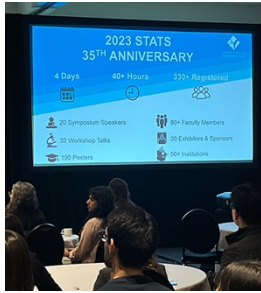 2023 STATS
35TH ANNIVERSARY
4 Days
40+ Hours
330+ Registered
20 Symposium Speakers
80+ Faculty Members
32 Workshop Talks
30 Exhibitors & Sponsors
190 Posters
50+ Institutions